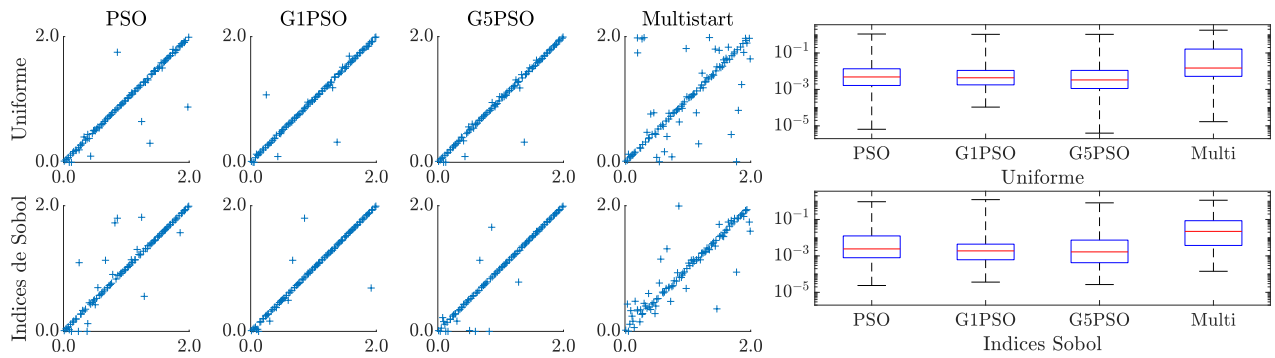 PSO G1PSO G5PSO Multistart
Uniforme
2.0 2.0 2.0 2.0
0.0 0.0 0.0 0.0
0.0 2.0 0.0 2.0 0.0 2.0 0.0 2.0
Indices de Sobol
2.0 2.0 2.0 2.0
0.0 0.0 0.0 0.0
0.0 2.0 0.0 2.0 0.0 2.0 0.0 2.0
10⁻¹
10⁻³
10⁻⁵
PSO G1PSO G5PSO Multi
Uniforme
10⁻¹
10⁻³
10⁻⁵
PSO G1PSO G5PSO Multi
Indices Sobol